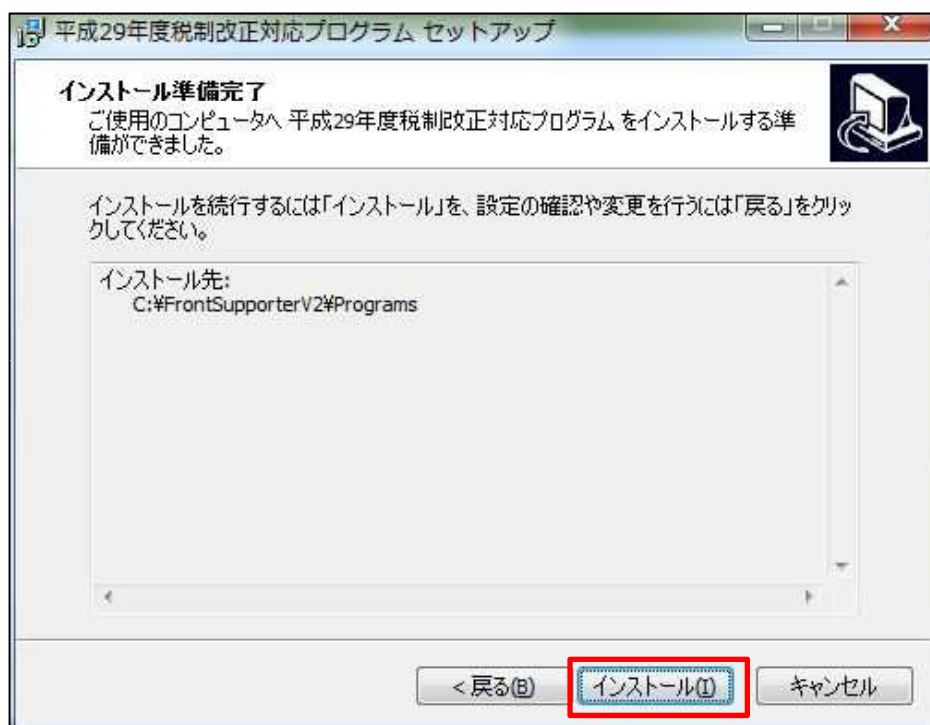 平成29年度税制改正対応プログラム セットアップ
インストール準備完了
ご使用のコンピュータへ 平成29年度税制改正対応プログラム をインストールする準
備ができました。
インストールを続行するには「インストール」を、設定の確認や変更を行うには「戻る」をクリッ
クしてください。
インストール先:
C:¥FrontSupporterV2¥Programs
< 戻る(B)
インストール(I)
キャンセル